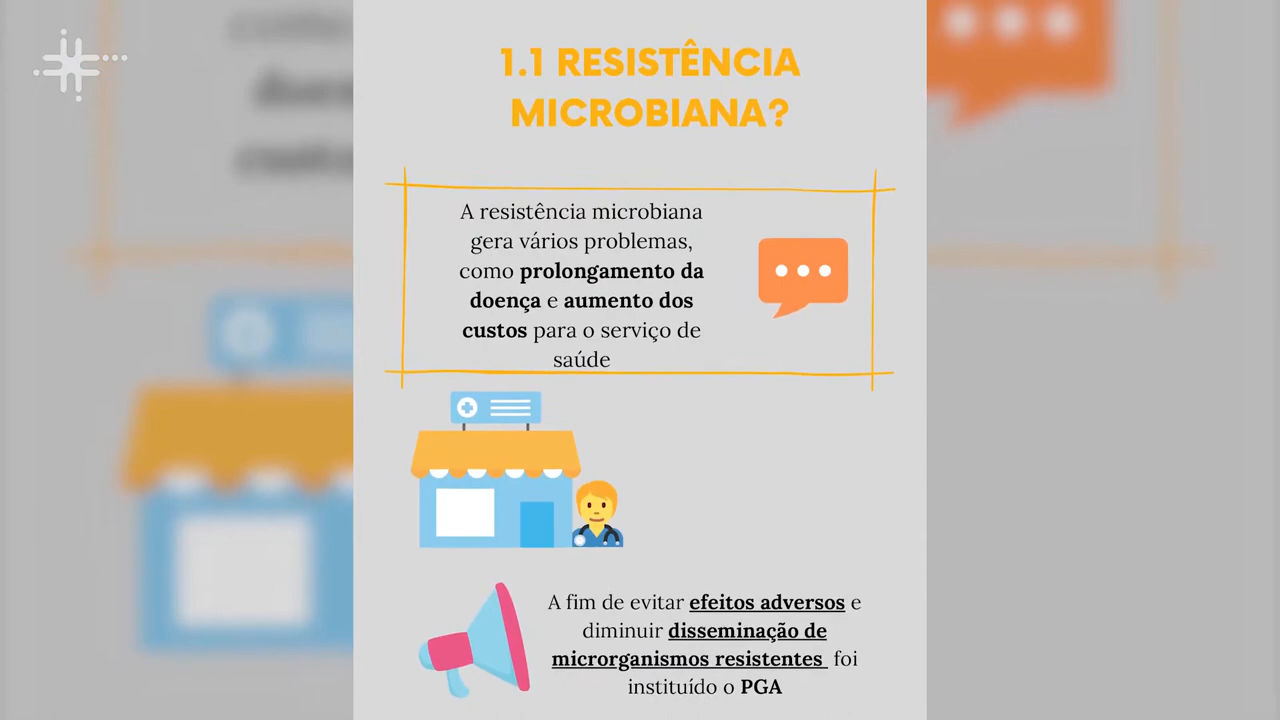 1.1 RESISTÊNCIA
MICROBIANA?
A resistência microbiana
gera vários problemas,
como prolongamento da
doença e aumento dos
custos para o serviço de
saúde
A fim de evitar efeitos adversos e
diminuir disseminação de
microrganismos resistentes foi
instituído o PGA